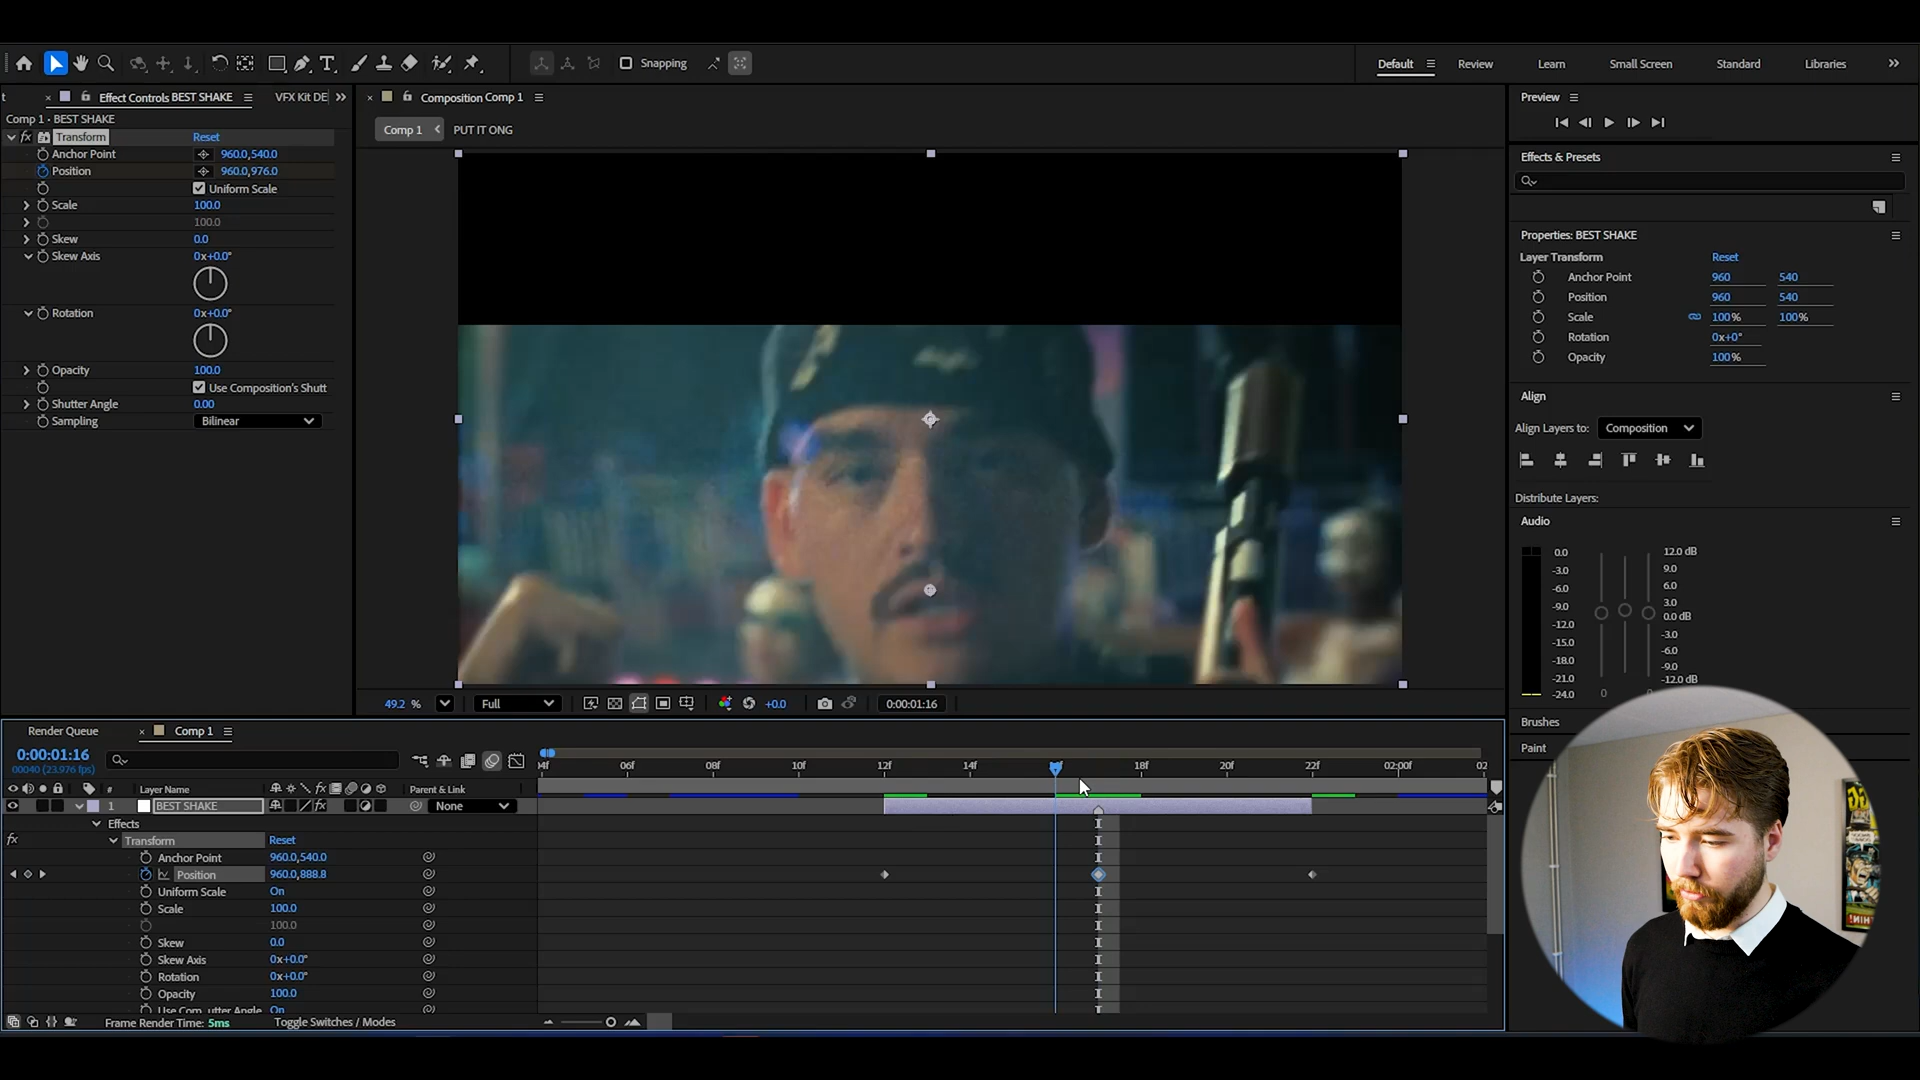 Snapping
Default
Review
Learn
Small Screen
Standard
Libraries
t
Effect Controls BEST SHAKE
VFX Kit DE
Comp 1 · BEST SHAKE
fx
Transform
Reset
Anchor Point
960.0,540.0
Position
960.0,976.0
Uniform Scale
Scale
100.0
100.0
Skew
0.0
Skew Axis
0x+0.0°
Rotation
0x+0.0°
Opacity
100.0
Use Composition's Shutt
Shutter Angle
0.00
Sampling
Bilinear
Composition Comp 1
Comp 1
PUT IT ONG
49.2 %
Full
+0.0
0:00:01:16
Preview
Effects & Presets
Properties: BEST SHAKE
Layer Transform
Reset
Anchor Point
960
540
Position
960
540
Scale
100%
100%
Rotation
0x+0°
Opacity
100%
Align
Align Layers to:
Composition
Distribute Layers:
Audio
0.0
-3.0
-6.0
-9.0
-12.0
-15.0
-18.0
-21.0
-24.0
12.0 dB
9.0
6.0
3.0
0.0 dB
-3.0
-6.0
-9.0
-12.0 dB
0
Brushes
Paint
Render Queue
Comp 1
0:00:01:16
00040 (23.976 fps)
04f
06f
08f
10f
12f
14f
18f
20f
22f
02:00f
02
#
Layer Name
fx
Parent & Link
1
BEST SHAKE
fx
None
Effects
fx
Transform
Reset
Anchor Point
960.0,540.0
Position
960.0,888.8
Uniform Scale
On
Scale
100.0
100.0
Skew
0.0
Skew Axis
0x+0.0°
Rotation
0x+0.0°
Opacity
100.0
Use Com...utter Angle
On
Frame Render Time: 5ms
Toggle Switches / Modes